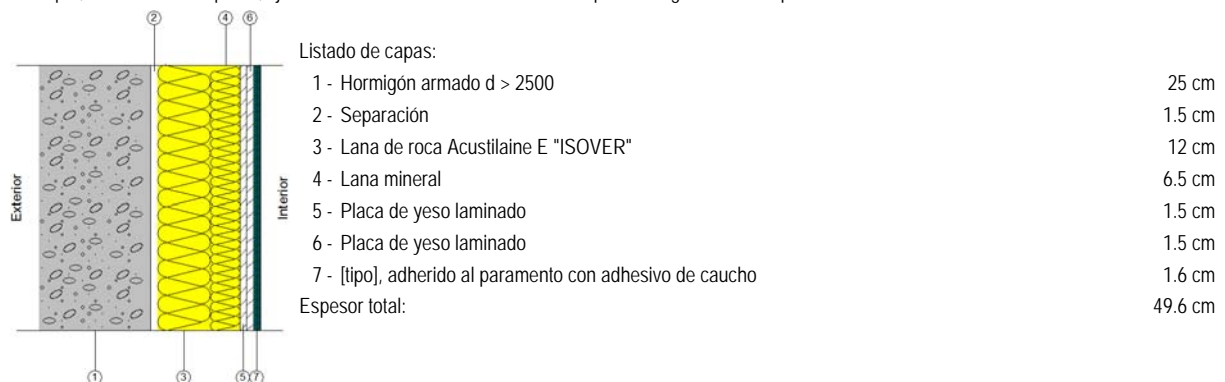 ② ④ ⑥
Exterior
Interior
① ③ ⑤ ⑦
Listado de capas:
1 - Hormigón armado d > 2500 25 cm
2 - Separación 1.5 cm
3 - Lana de roca Acustilaine E "ISOVER" 12 cm
4 - Lana mineral 6.5 cm
5 - Placa de yeso laminado 1.5 cm
6 - Placa de yeso laminado 1.5 cm
7 - [tipo], adherido al paramento con adhesivo de caucho 1.6 cm
Espesor total: 49.6 cm